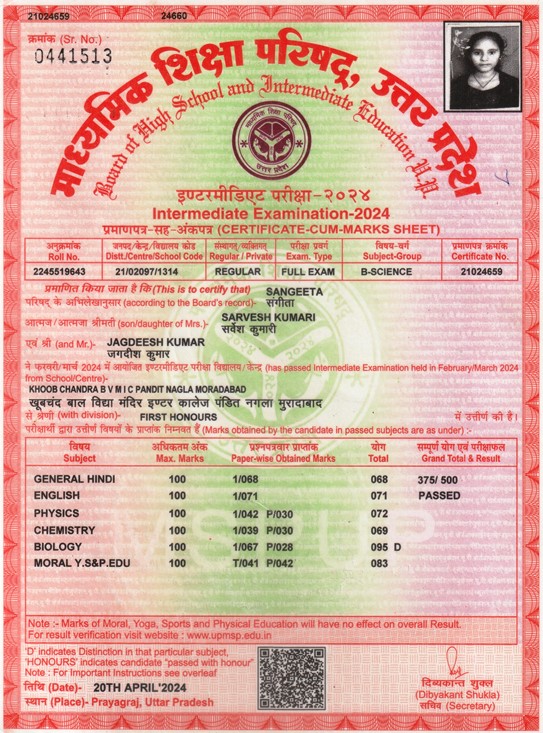 21024659 24660
क्रमांक (Sr. No.)
0441513
माध्यमिक शिक्षा परिषद्, उत्तर प्रदेश
Board of High School and Intermediate Education U.P.
माध्यमिक शिक्षा परिषद्
उत्तर प्रदेश
इण्टरमीडिएट परीक्षा-२०२४
Intermediate Examination-2024
प्रमाणपत्र-सह-अंकपत्र (CERTIFICATE-CUM-MARKS SHEET)
अनुक्रमांक जनपद/केन्द्र/विद्यालय कोड संस्थागत/व्यक्तिगत परीक्षा प्रवर्ग विषय-वर्ग प्रमाणपत्र क्रमांक
Roll No. Distt./Centre/School Code Regular / Private Exam. Type Subject-Group Certificate No.
2245519643 21/02097/1314 REGULAR FULL EXAM B-SCIENCE 21024659
प्रमाणित किया जाता है कि (This is to certify that) SANGEETA
परिषद् के अभिलेखानुसार (according to the Board's record)- संगीता
आत्मज/आत्मजा श्रीमती (son/daughter of Mrs.)- SARVESH KUMARI
सर्वेश कुमारी
एवं श्री (and Mr.)- JAGDEESH KUMAR
जगदीश कुमार
ने फरवरी/मार्च 2024 में आयोजित इण्टरमीडिएट परीक्षा विद्यालय/केन्द्र (has passed Intermediate Examination held in February/March 2024
from School/Centre)-
KHOOB CHANDRA B V M I C PANDIT NAGLA MORADABAD
खूबचंद बाल विद्या मंदिर इण्टर कालेज पंडित नगला मुरादाबाद
से श्रेणी (with division)- FIRST HONOURS में उत्तीर्ण की है।
परीक्षार्थी द्वारा उत्तीर्ण विषयों के प्राप्तांक निम्नवत हैं (Marks obtained by the candidate in passed subjects are as under) :-
विषय अधिकतम अंक प्रश्नपत्रवार प्राप्तांक योग सम्पूर्ण योग एवं परीक्षाफल
Subject Max. Marks Paper-wise Obtained Marks Total Grand Total & Result
GENERAL HINDI 100 1/068 068 375/ 500
ENGLISH 100 1/071 071 PASSED
PHYSICS 100 1/042 P/030 072
CHEMISTRY 100 1/039 P/030 069
BIOLOGY 100 1/067 P/028 095 D
MORAL Y.S&P.EDU 100 T/041 P/042 083
Note :- Marks of Moral, Yoga, Sports and Physical Education will have no effect on overall Result.
For result verification visit website : www.upmsp.edu.in
'D' indicates Distinction in that particular subject,
'HONOURS' indicates candidate "passed with honour"
Note : For Important Instructions see overleaf
तिथि (Date)- 20TH APRIL'2024
स्थान (Place)- Prayagraj, Uttar Pradesh
दिब्यकान्त शुक्ल
(Dibyakant Shukla)
सचिव (Secretary)